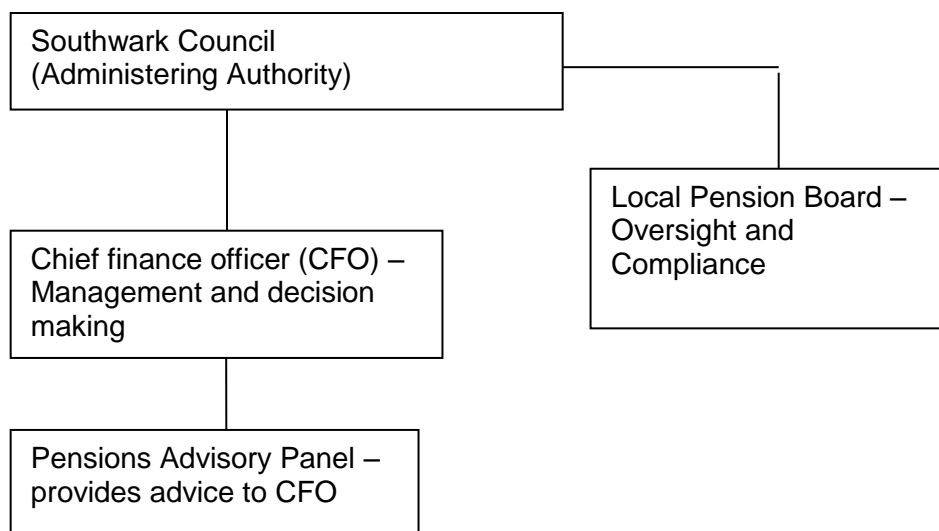 Southwark Council
(Administering Authority)
Local Pension Board –
Oversight and
Compliance
Chief finance officer (CFO) –
Management and decision
making
Pensions Advisory Panel –
provides advice to CFO